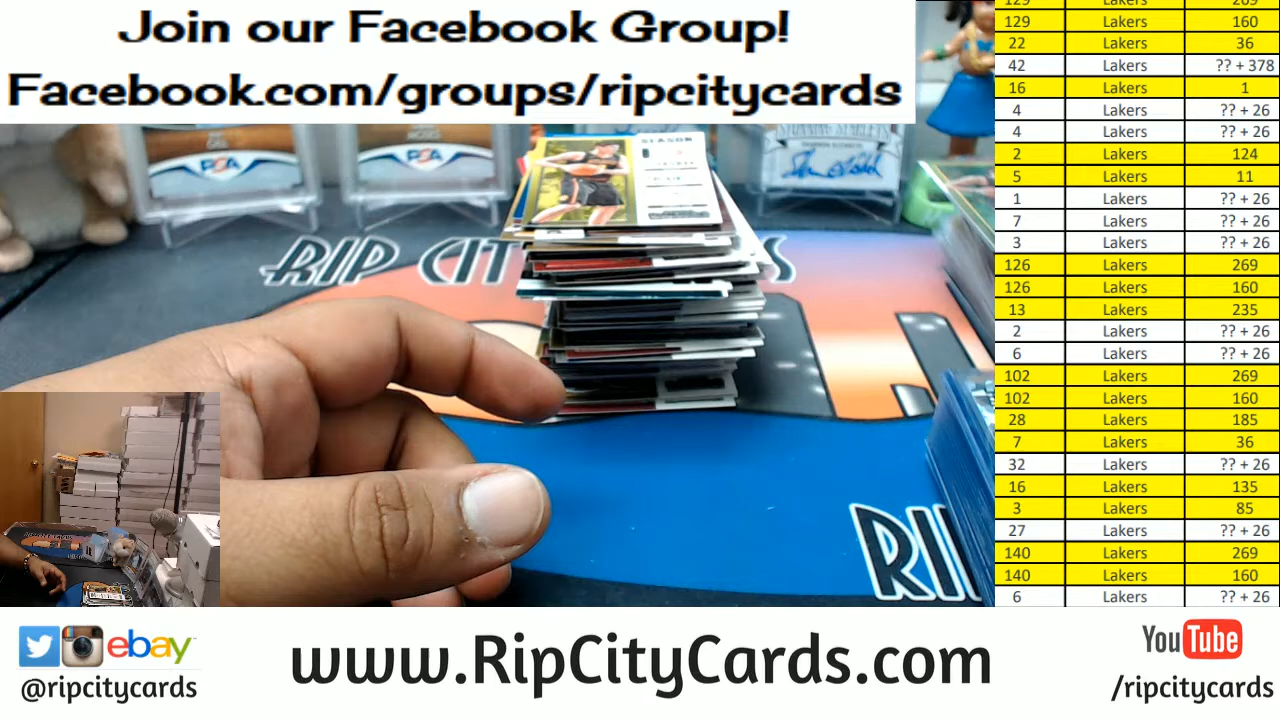 Join our Facebook Group!
Facebook.com/groups/ripcitycards
129 Lakers 269
129 Lakers 160
22 Lakers 36
42 Lakers ?? + 378
16 Lakers 1
4 Lakers ?? + 26
4 Lakers ?? + 26
2 Lakers 124
5 Lakers 11
1 Lakers ?? + 26
7 Lakers ?? + 26
3 Lakers ?? + 26
126 Lakers 269
126 Lakers 160
13 Lakers 235
2 Lakers ?? + 26
6 Lakers ?? + 26
102 Lakers 269
102 Lakers 160
28 Lakers 185
7 Lakers 36
32 Lakers ?? + 26
16 Lakers 135
3 Lakers 85
27 Lakers ?? + 26
140 Lakers 269
140 Lakers 160
6 Lakers ?? + 26
PSA
PSA
SEASON
RIP CIT
RI
ebay
@ripcitycards
www.RipCityCards.com
YouTube
/ripcitycards